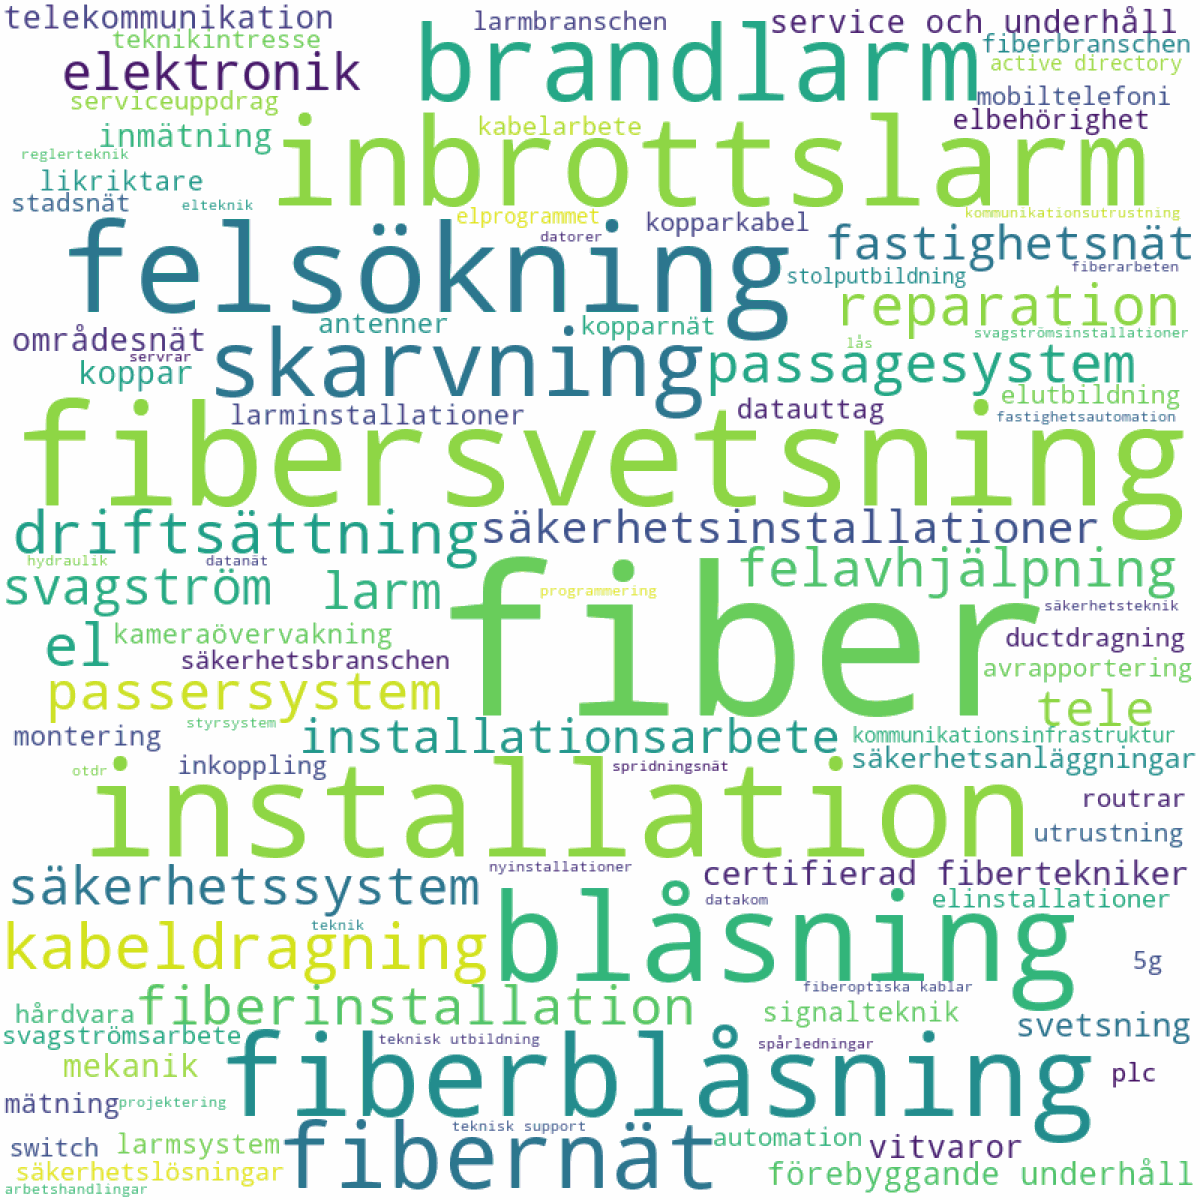 telekommunikation
larmbranschen
service och underhåll
teknikintresse
brandlarm
fiberbranschen
elektronik
active directory
serviceuppdrag
mobiltelefoni
inmätning
kabelarbete
elbehörighet
inbrottslarm
reglerteknik
likriktare
stadsnät
elteknik
elprogrammet
kopparkabel
kommunikationsutrustning
felsökning
datorer
fastighetsnät
stolputbildning
fiberarbeten
reparation
områdesnät
antenner
kopparnät
svagströmsinstallationer
servrar
skarvning
lås
koppar
passagesystem
larminstallationer
datauttag
elutbildning
fastighetsautomation
fibersvetsning
driftsättning
säkerhetsinstallationer
hydraulik
datanät
felavhjälpning
svagström
larm
programmering
fiber
säkerhetsteknik
el
kameraövervakning
ductdragning
säkerhetsbranschen
avrapportering
passersystem
tele
styrsystem
montering
installationsarbete
kommunikationsinfrastruktur
otdr
inkoppling
spridningsnät
säkerhetsanläggningar
installation
routrar
utrustning
säkerhetssystem
nyinstallationer
certifierad fibertekniker
datakom
elinstallationer
teknik
blåsning
kabeldragning
5g
fiberoptiska kablar
hårdvara
fiberinstallation
signalteknik
svetsning
svagströmsarbete
teknisk utbildning
spårledningar
mekanik
fiberblåsning
plc
mätning
projektering
teknisk support
switch
larmsystem
fibernät
automation
vitvaror
säkerhetslösningar
förebyggande underhåll
arbetshandlingar